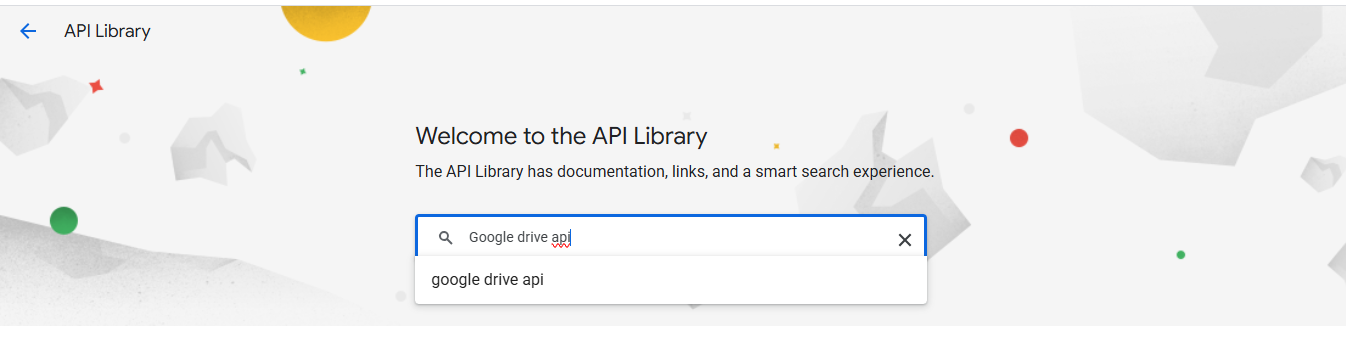 API Library
Welcome to the API Library
The API Library has documentation, links, and a smart search experience.
Google drive api
google drive api